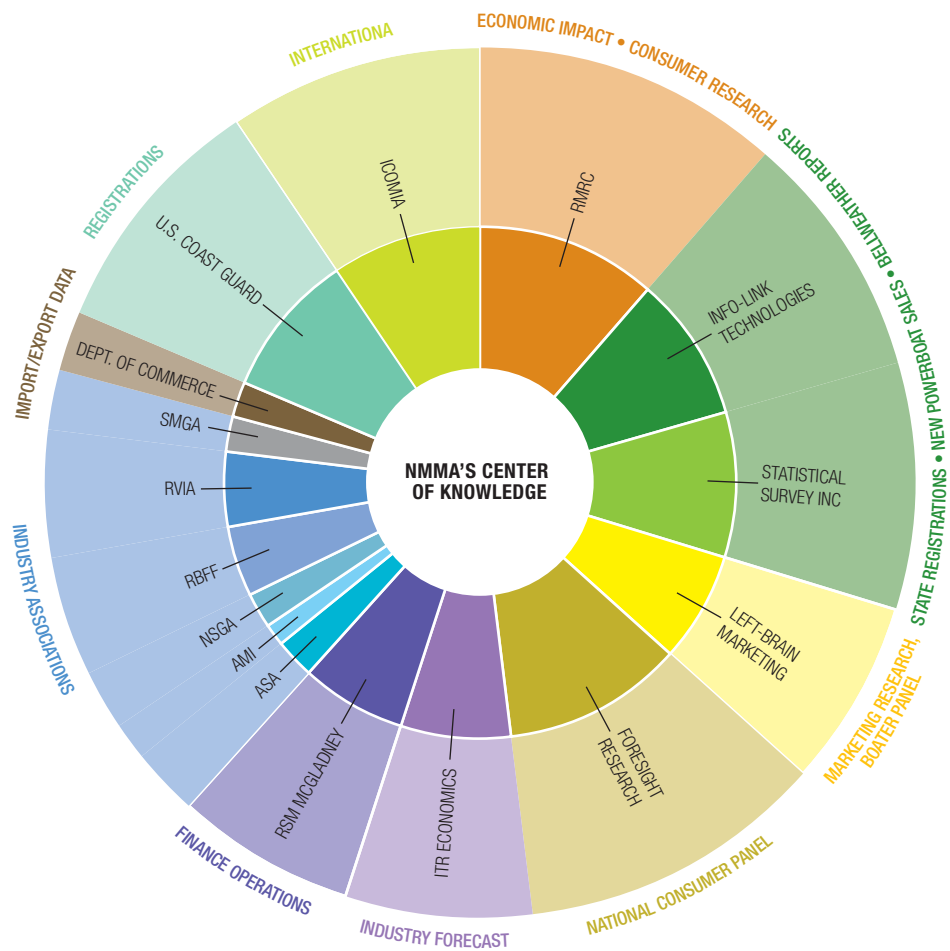 ECONOMIC IMPACT • CONSUMER RESEARCH
STATE REGISTRATIONS • NEW POWERBOAT SALES • BELLWEATHER REPORTS
MARKETING RESEARCH,
BOATER PANEL
NATIONAL CONSUMER PANEL
INDUSTRY FORECAST
FINANCE OPERATIONS
INDUSTRY ASSOCIATIONS
IMPORT/EXPORT DATA
REGISTRATIONS
INTERNATIONA
RMRC
INFO-LINK
TECHNOLOGIES
STATISTICAL
SURVEY INC
LEFT-BRAIN
MARKETING
FORESIGHT
RESEARCH
ITR ECONOMICS
RSM MCGLADNEY
ASA
AMI
NSGA
RBFF
RVIA
SMGA
DEPT. OF COMMERCE
U.S. COAST GUARD
ICOMIA
NMMA'S CENTER
OF KNOWLEDGE